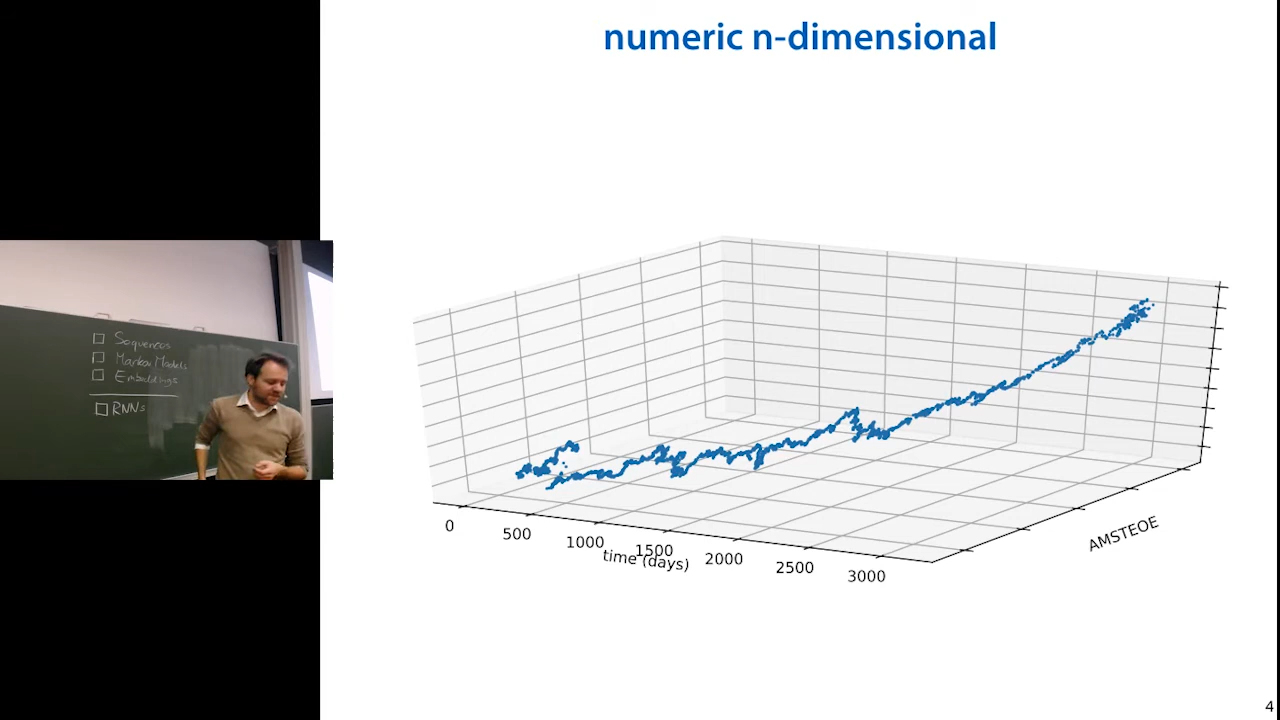 numeric n-dimensional
Sequences
Markov Models
Embeddings
RNNs
0
500
1000
1500
2000
2500
3000
time (days)
AMSTEOE
4